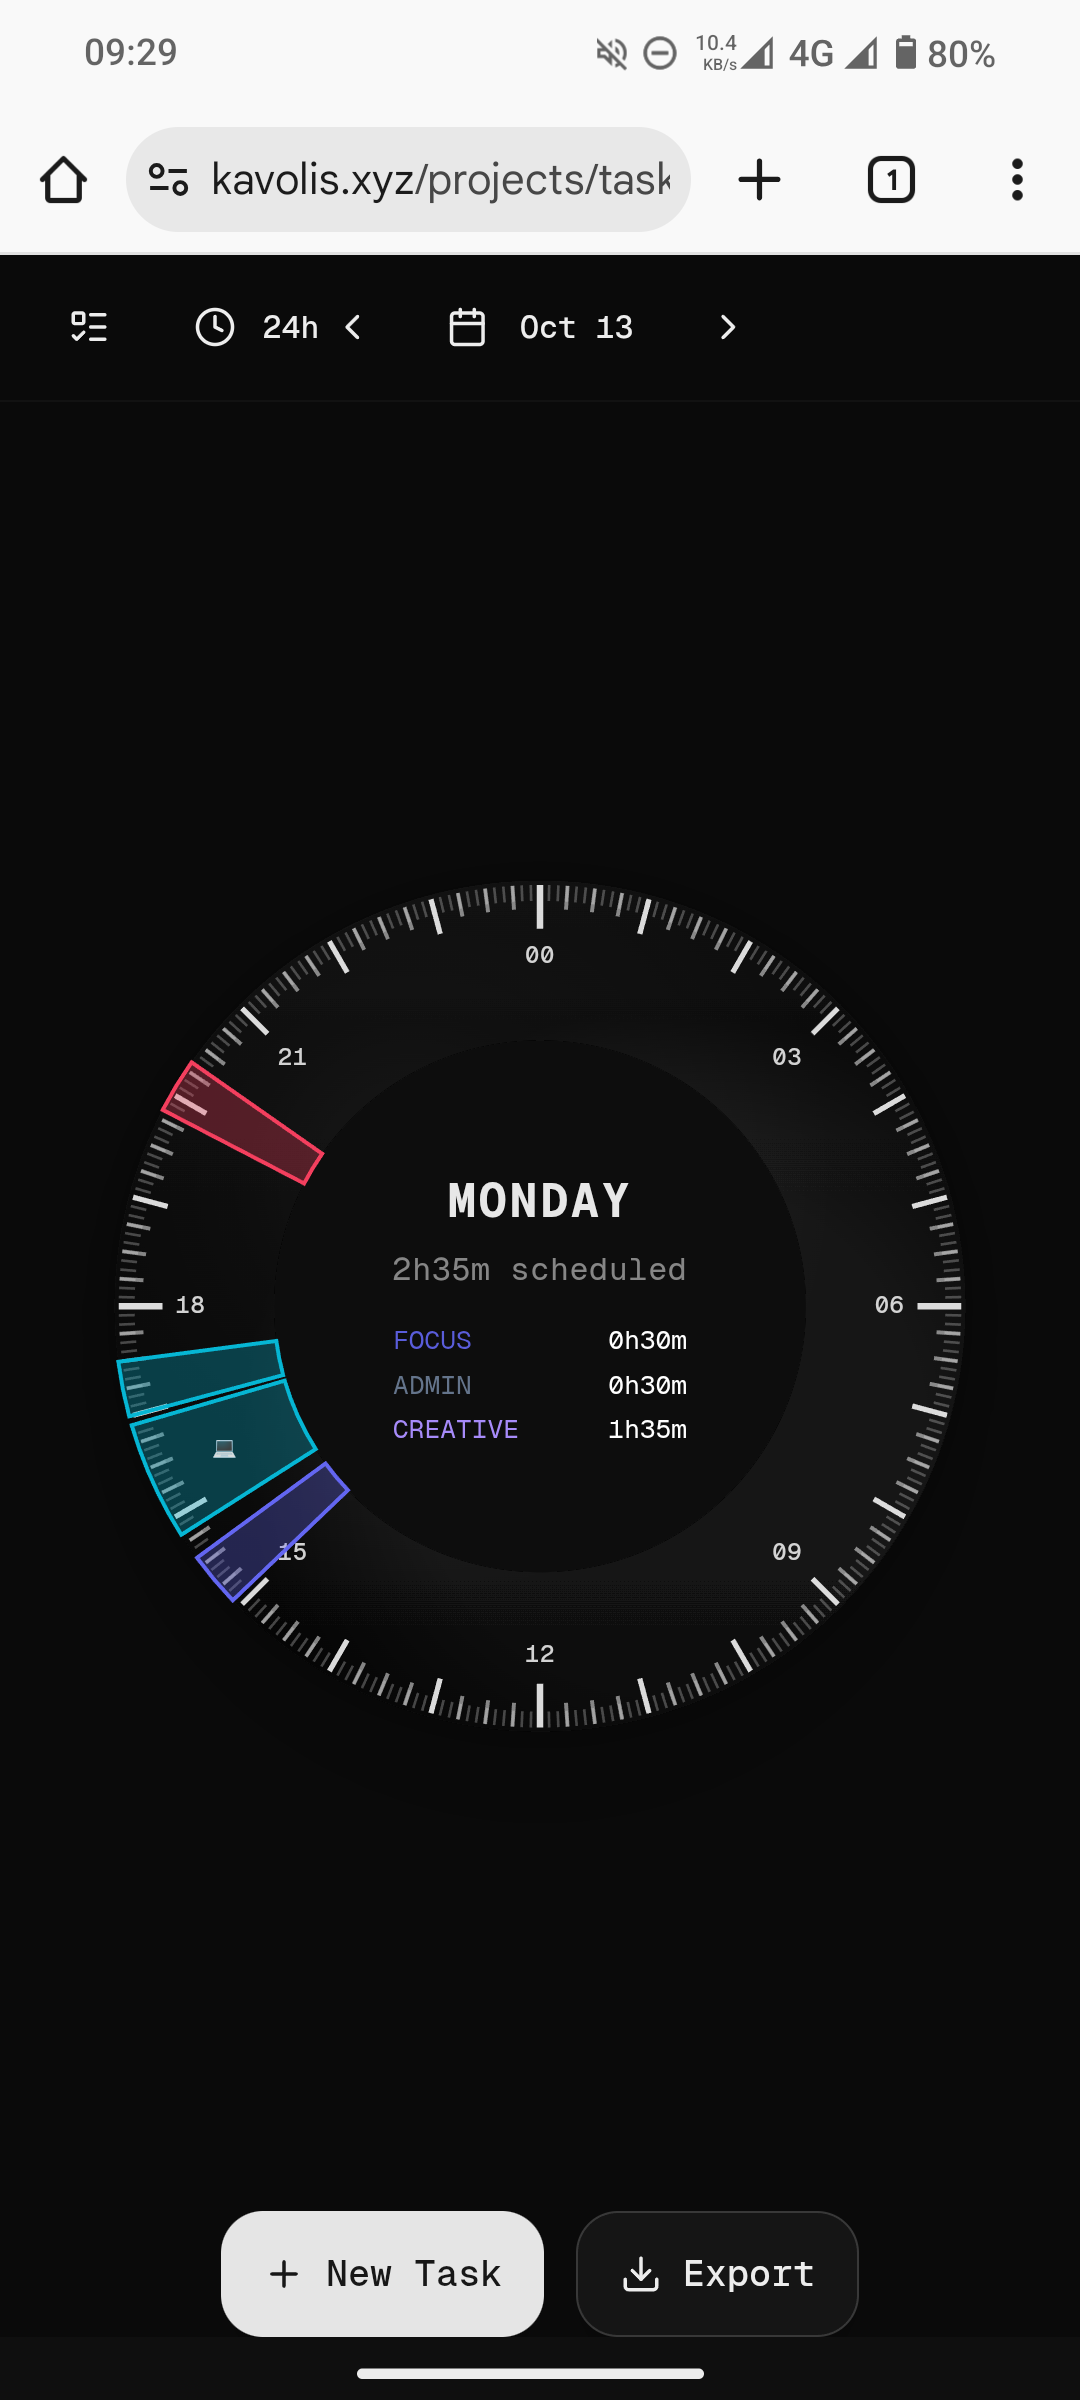 09:29
10.4
KB/s
4G
80%
kavolis.xyz/projects/task
1
24h
Oct 13
00
21
03
MONDAY
2h35m scheduled
18
06
FOCUS 0h30m
ADMIN 0h30m
CREATIVE 1h35m
15
09
12
New Task
Export